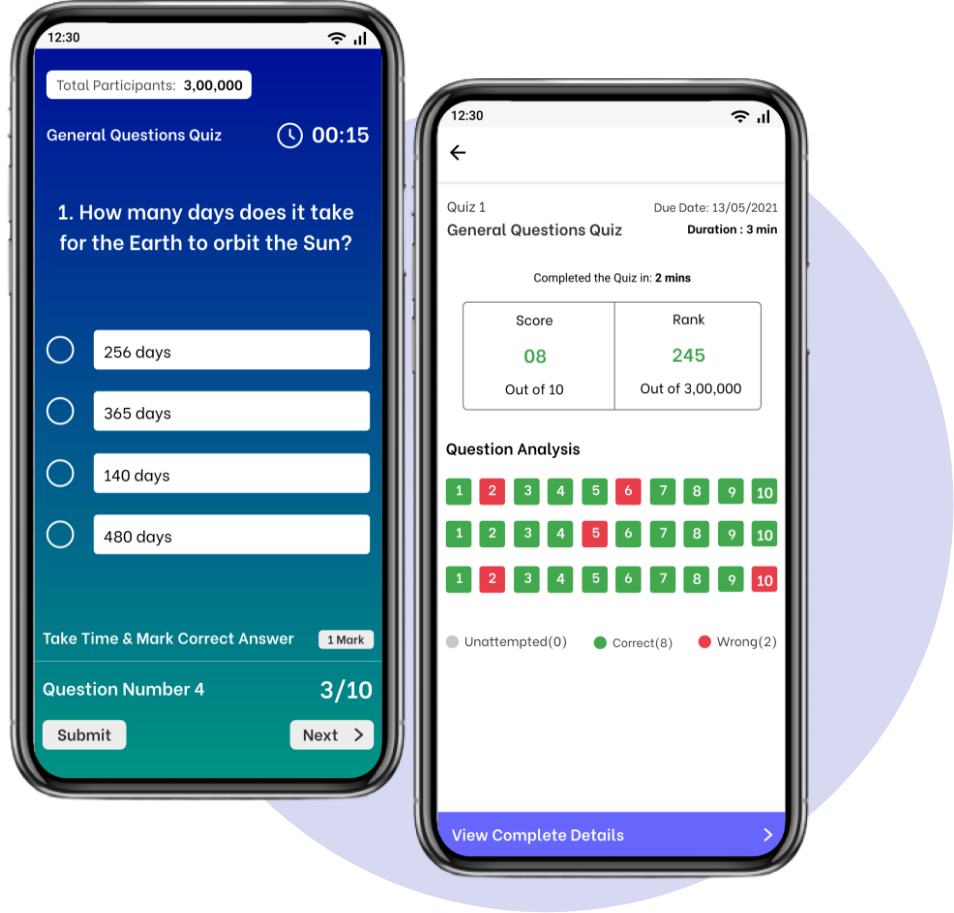 12:30
Total Participants: 3,00,000
General Questions Quiz 00:15
1. How many days does it take
for the Earth to orbit the Sun?
256 days
365 days
140 days
480 days
Take Time & Mark Correct Answer 1 Mark
Question Number 4 3/10
Submit Next >
12:30
Quiz 1 Due Date: 13/05/2021
General Questions Quiz Duration : 3 min
Completed the Quiz in: 2 mins
Score Rank
08 245
Out of 10 Out of 3,00,000
Question Analysis
1 2 3 4 5 6 7 8 9 10
1 2 3 4 5 6 7 8 9 10
1 2 3 4 5 6 7 8 9 10
Unattempted(0) Correct(8) Wrong(2)
View Complete Details >